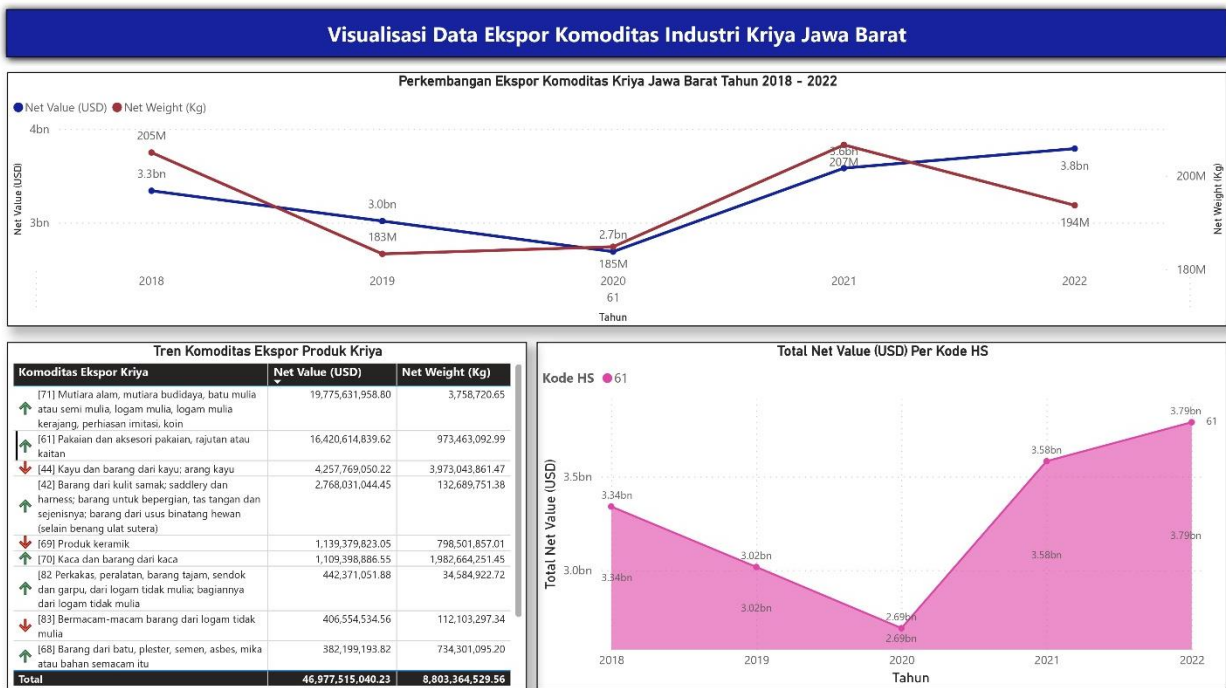 Visualisasi Data Ekspor Komoditas Industri Kriya Jawa Barat
Perkembangan Ekspor Komoditas Kriya Jawa Barat Tahun 2018 - 2022
Net Value (USD) Net Weight (Kg)
4bn
3bn
Net Value (USD)
205M
3.3bn
3.0bn
183M
2.7bn
185M
3.6bn
207M
3.8bn
194M
200M
180M
Net Weight (Kg)
2018 2019 2020 2021 2022
61
Tahun
Tren Komoditas Ekspor Produk Kriya
Komoditas Ekspor Kriya Net Value (USD) Net Weight (Kg)
[71] Mutiara alam, mutiara budidaya, batu mulia 19,775,631,958.80 3,758,720.65
atau semi mulia, logam mulia, logam mulia
kerajang, perhiasan imitasi, koin
[61] Pakaian dan aksesori pakaian, rajutan atau 16,420,614,839.62 973,463,092.99
kaitan
[44] Kayu dan barang dari kayu; arang kayu 4,257,769,050.22 3,973,043,861.47
[42] Barang dari kulit samak; saddlery dan 2,768,031,044.45 132,689,751.38
harness; barang untuk bepergian, tas tangan dan
sejenisnya; barang dari usus binatang hewan
(selain benang ulat sutera)
[69] Produk keramik 1,139,379,823.05 798,501,857.01
[70] Kaca dan barang dari kaca 1,109,398,886.55 1,982,664,251.45
[82 Perkakas, peralatan, barang tajam, sendok 442,371,051.88 34,584,922.72
dan garpu, dari logam tidak mulia; bagiannya
dari logam tidak mulia
[83] Bermacam-macam barang dari logam tidak 406,554,534.56 112,103,297.34
mulia
[68] Barang dari batu, plester, semen, asbes, mika 382,199,193.82 734,301,095.20
atau bahan semacam itu
Total 46,977,515,040.23 8,803,364,529.56
Total Net Value (USD) Per Kode HS
Kode HS 61
Total Net Value (USD)
3.5bn
3.0bn
3.34bn
3.34bn
3.02bn
3.02bn
2.69bn
2.69bn
3.58bn
3.58bn
3.79bn
61
3.79bn
2018 2019 2020 2021 2022
Tahun